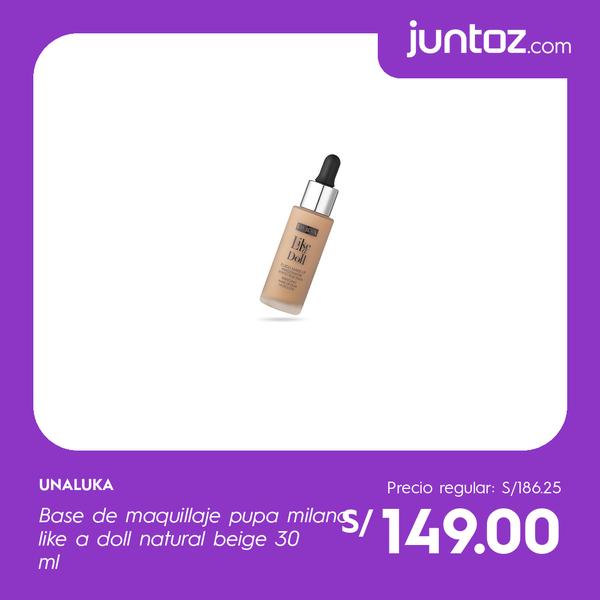 juntoz.com
PUPA
Like
a
Doll
UNALUKA
Precio regular: S/186.25
Base de maquillaje pupa milano
like a doll natural beige 30
ml
S/149.00